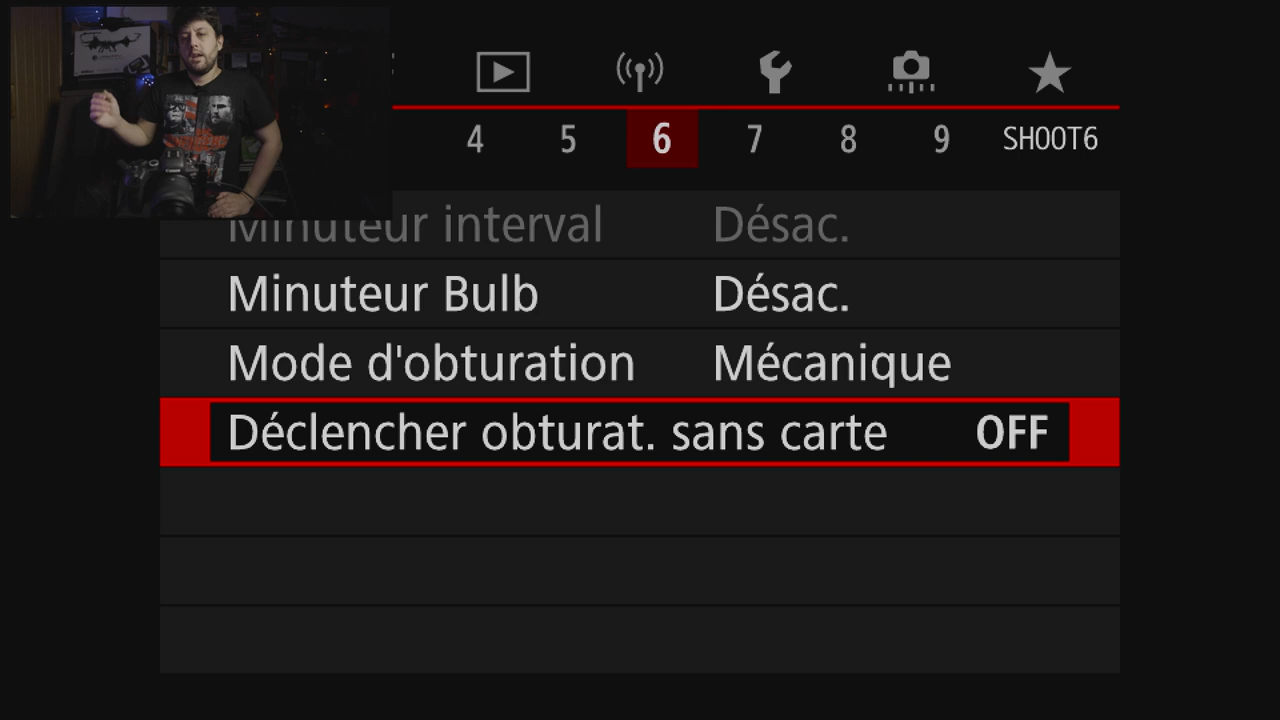 4 5 6 7 8 9 SHOOT6
Minuteur interval Désac.
Minuteur Bulb Désac.
Mode d'obturation Mécanique
Déclencher obturat. sans carte OFF